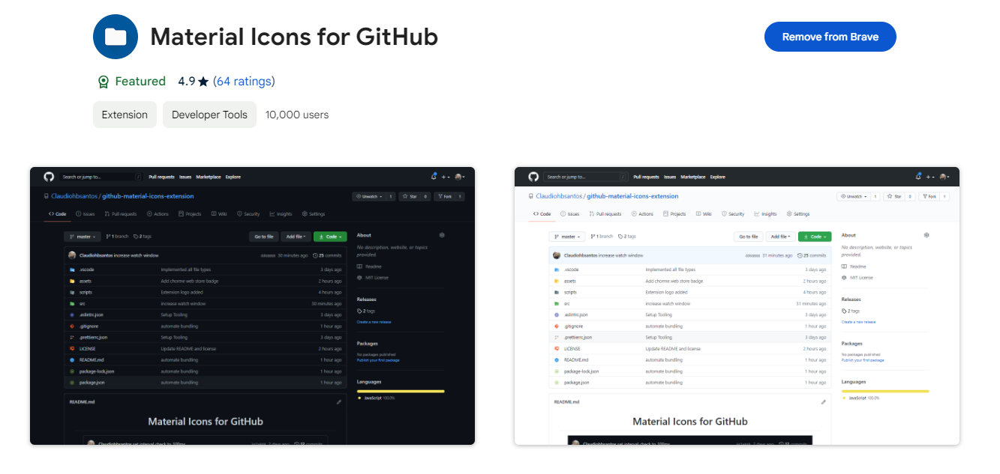 Material Icons for GitHub
Remove from Brave
Featured 4.9 (64 ratings)
Extension Developer Tools 10,000 users
Search or jump to... / Pull requests Issues Marketplace Explore
Claudiohbsantos / github-material-icons-extension
Unwatch 1 Star 0 Fork 1
Code Issues Pull requests Actions Projects Wiki Security Insights Settings
master 1 branch 2 tags Go to file Add file Code
Claudiohbsantos increase watch window 30 minutes ago 25 commits
.vscode Implemented all file types 3 days ago
assets Add chorme web store badge 2 hours ago
scripts Extension logo added 4 hours ago
src increase watch window 30 minutes ago
.eslintrc.json Setup Tooling 3 days ago
.gitignore automate bundling 1 hour ago
.prettierrc.json Setup Tooling 3 days ago
LICENSE Update README and license 2 hours ago
README.md automate bundling 1 hour ago
package-lock.json automate bundling 1 hour ago
package.json automate bundling 1 hour ago
README.md
Material Icons for GitHub
Claudiohbsantos set interval check to 100ms 2 days ago 12 commits
About
No description, website, or topics
provided.
Readme
MIT License
Releases
2 tags
Create a new release
Packages
No packages published
Publish your first package
Languages
JavaScript 100.0%
Search or jump to... / Pull requests Issues Marketplace Explore
Claudiohbsantos / github-material-icons-extension
Unwatch 1 Star 0 Fork 1
Code Issues Pull requests Actions Projects Wiki Security Insights Settings
master 1 branch 2 tags Go to file Add file Code
Claudiohbsantos increase watch window 31 minutes ago 25 commits
.vscode Implemented all file types 3 days ago
assets Add chorme web store badge 2 hours ago
scripts Extension logo added 4 hours ago
src increase watch window 31 minutes ago
.eslintrc.json Setup Tooling 3 days ago
.gitignore automate bundling 1 hour ago
.prettierrc.json Setup Tooling 3 days ago
LICENSE Update README and license 2 hours ago
README.md automate bundling 1 hour ago
package-lock.json automate bundling 1 hour ago
package.json automate bundling 1 hour ago
README.md
Material Icons for GitHub
Claudiohbsantos set interval check to 100ms 2 days ago 12 commits
About
No description, website, or topics
provided.
Readme
MIT License
Releases
2 tags
Create a new release
Packages
No packages published
Publish your first package
Languages
JavaScript 100.0%